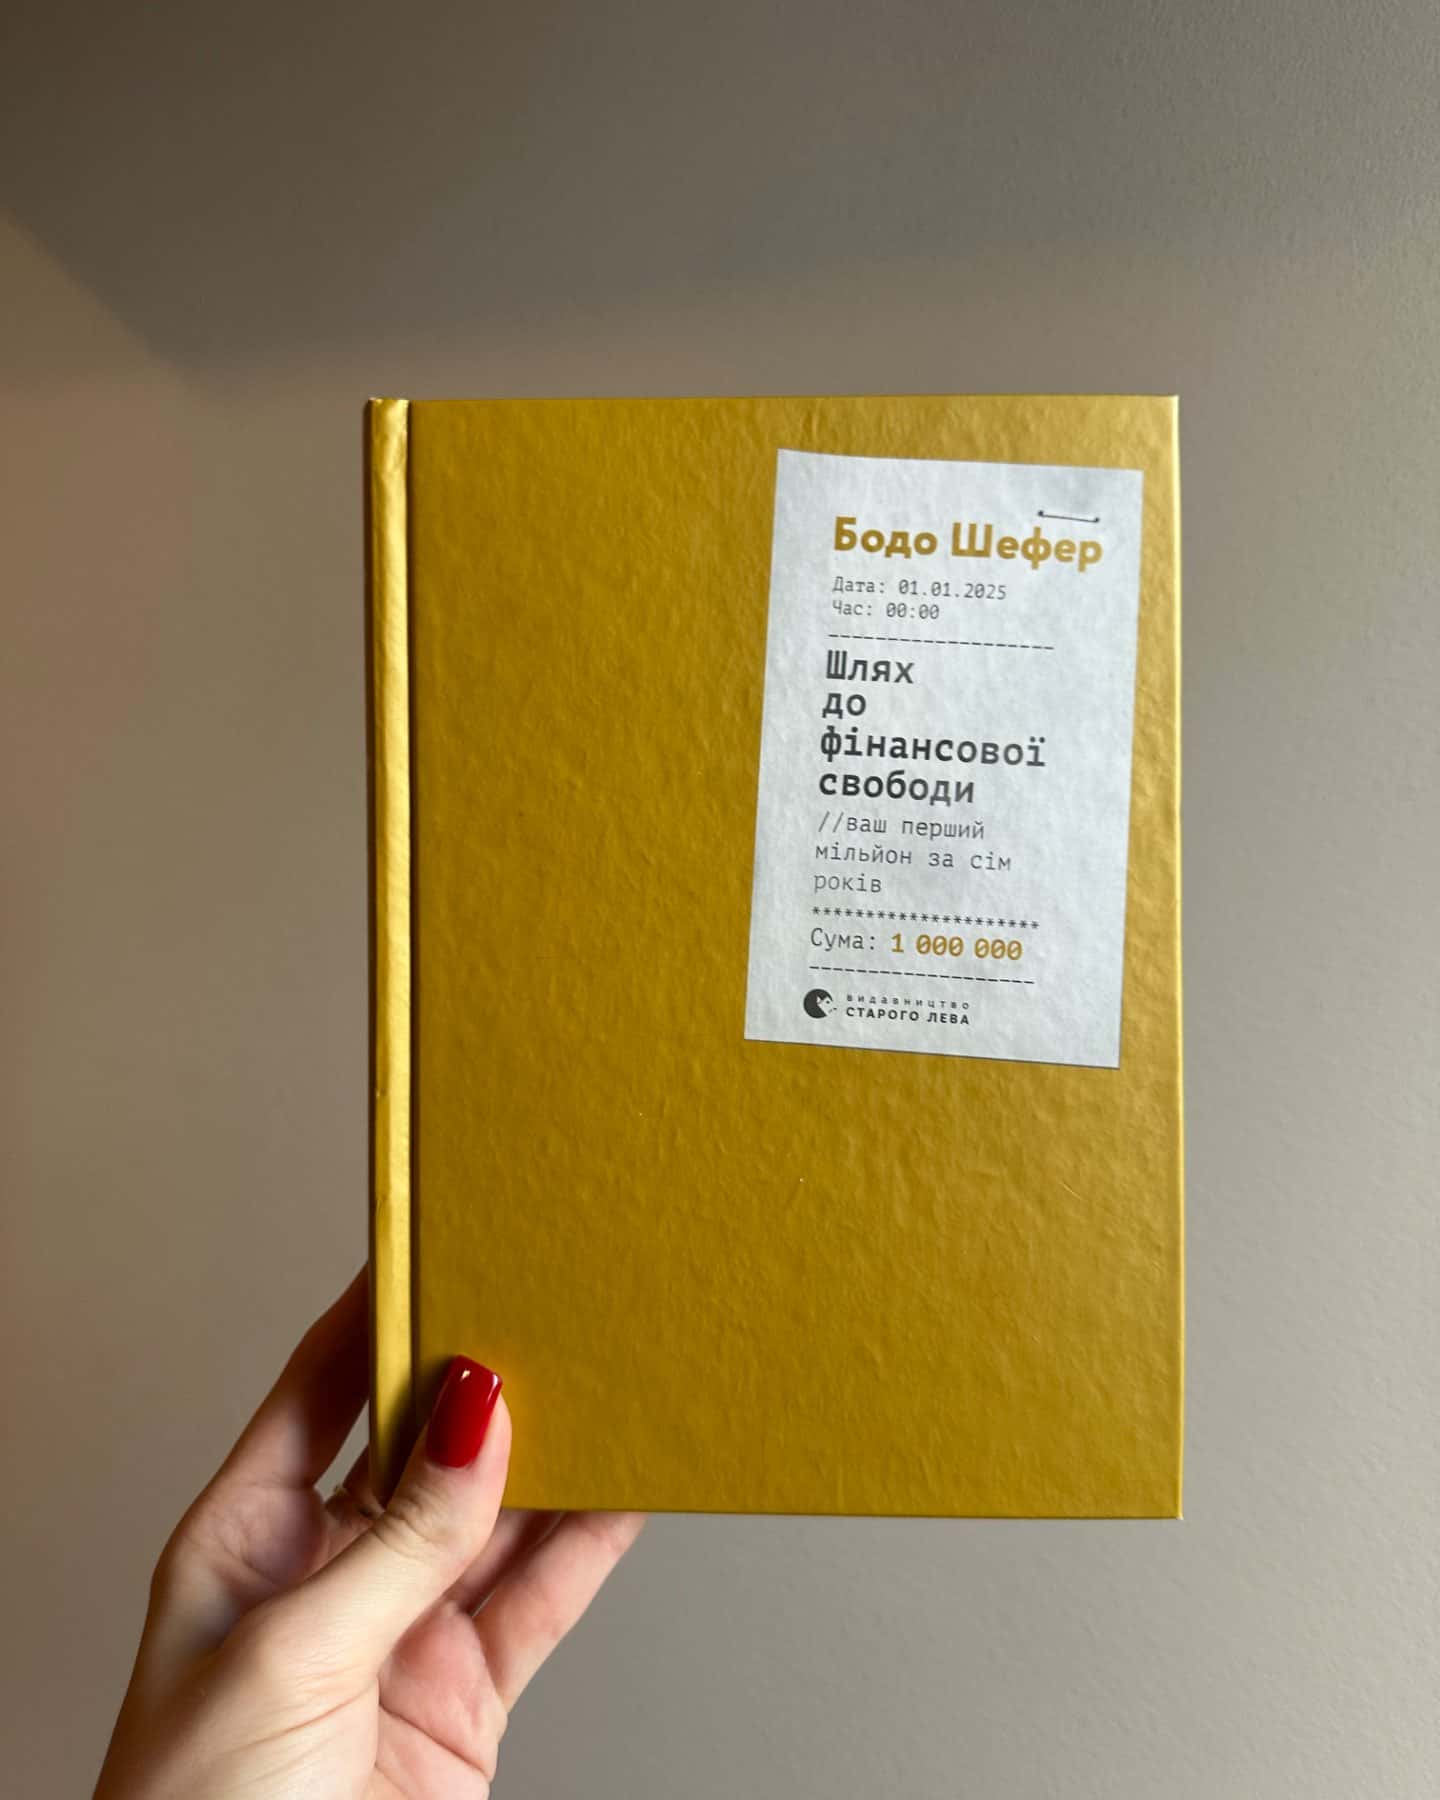 Бодо Шефер
Дата: 01.01.2025
Час: 00:00
-------------------
Шлях
до
фінансової
свободи
//ваш перший
мільйон за сім
років
*********************
Сума: 1 000 000
-------------------
видавництво
СТАРОГО ЛЕВА